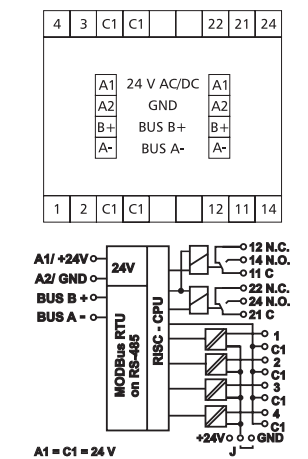 4 3 C1 C1 22 21 24
A1 24 V AC/DC A1
A2 GND A2
B+ BUS B+ B+
A- BUS A- A-
1 2 C1 C1 12 11 14
A1/ +24V
A2/ GND
BUS B +
BUS A -
24V
MODBus RTU
on RS-485
RISC - CPU
12 N.C.
14 N.O.
11 C
22 N.C.
24 N.O.
21 C
1
C1
2
C1
3
C1
4
C1
+24V GND
J
A1 = C1 = 24 V